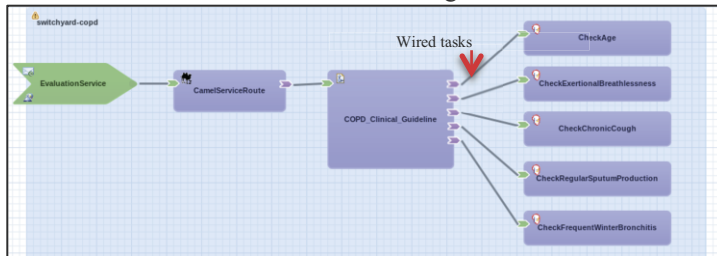 switchyard-copd
Wired tasks
CheckAge
EvaluationService
CamelServiceRoute
COPD_Clinical_Guideline
CheckExertionalBreathlessness
CheckChronicCough
CheckRegularSputumProduction
CheckFrequentWinterBronchitis